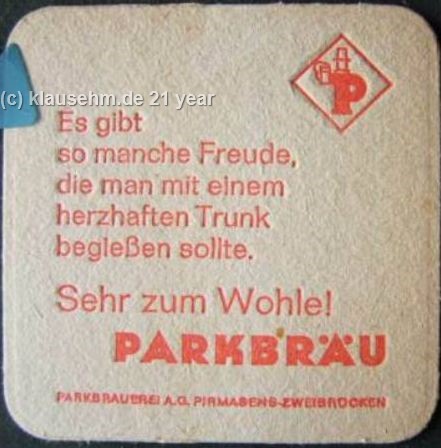 (c) klausehm.de 21 year
P
Es gibt
so manche Freude,
die man mit einem
herzhaften Trunk
begießen sollte.
Sehr zum Wohle!
PARKBRÄU
PARKBRAUEREI A.G. PIRMASENS-ZWEIBRÜCKEN